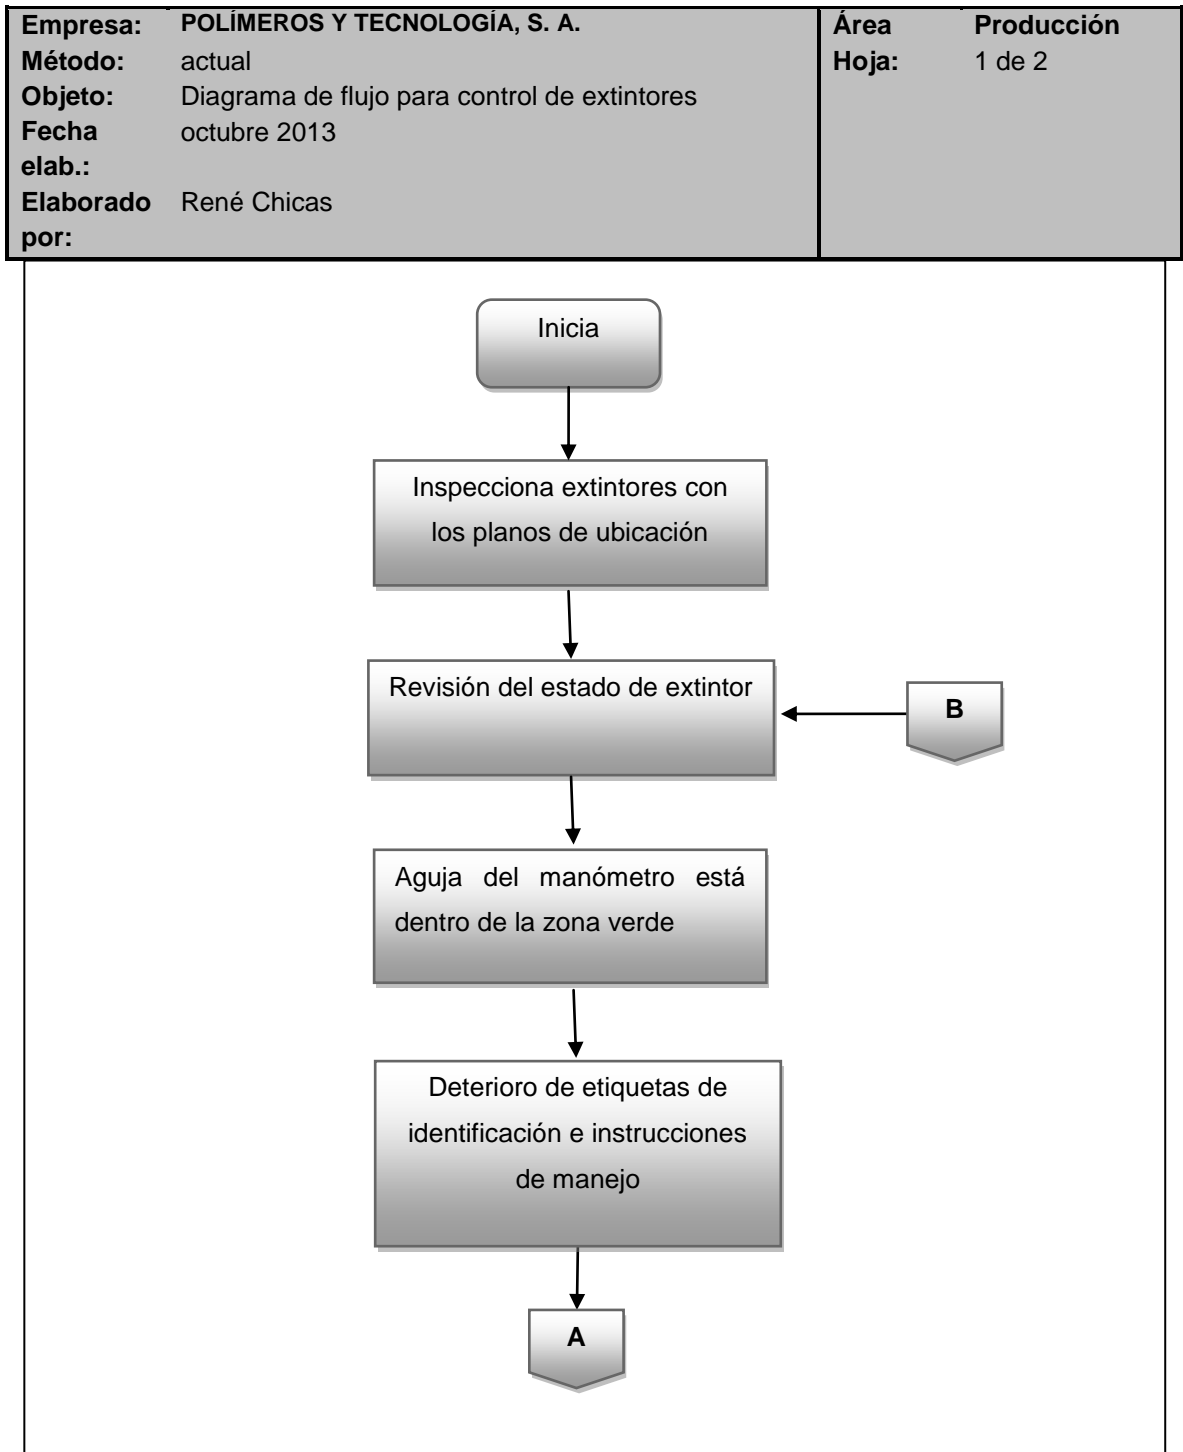 Empresa: POLÍMEROS Y TECNOLOGÍA, S. A. Área Producción
Método: actual Hoja: 1 de 2
Objeto: Diagrama de flujo para control de extintores
Fecha octubre 2013
elab.:
Elaborado René Chicas
por:
Inicia
Inspecciona extintores con
los planos de ubicación
Revisión del estado de extintor
B
Aguja del manómetro está
dentro de la zona verde
Deterioro de etiquetas de
identificación e instrucciones
de manejo
A